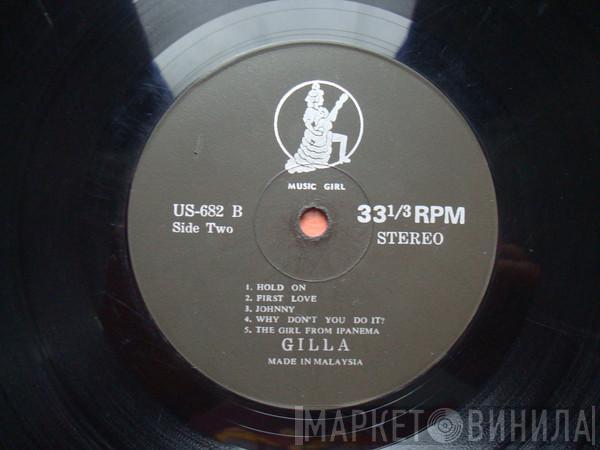 MUSIC GIRL
US-682 B
Side Two
33 1/3 RPM
STEREO
1. HOLD ON
2. FIRST LOVE
3. JOHNNY
4. WHY DON'T YOU DO IT?
5. THE GIRL FROM IPANEMA
GILLA
MADE IN MALAYSIA
МАРКЕТ ВИНИЛА